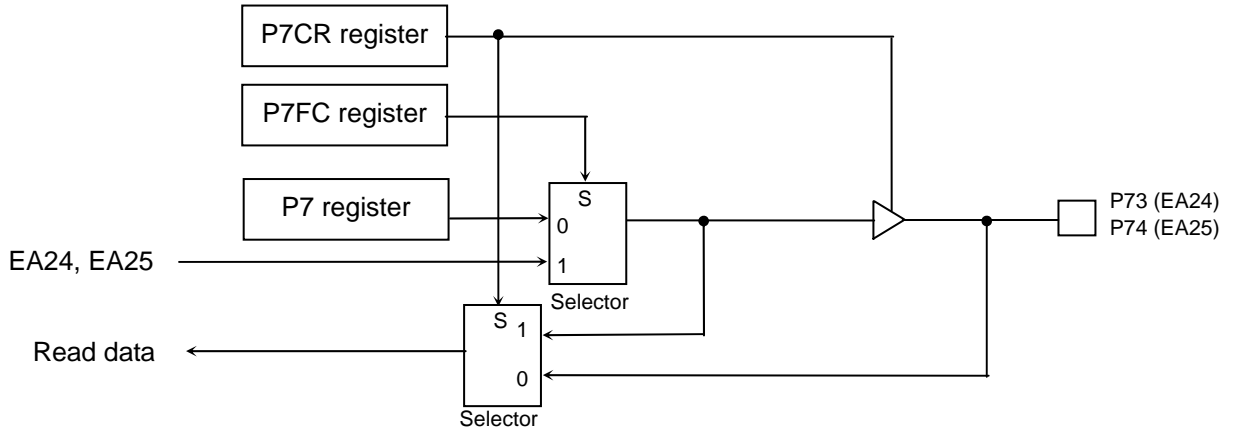 P7CR register
P7FC register
P7 register
S
0
1
Selector
EA24, EA25
P73 (EA24)
P74 (EA25)
S
1
0
Selector
Read data